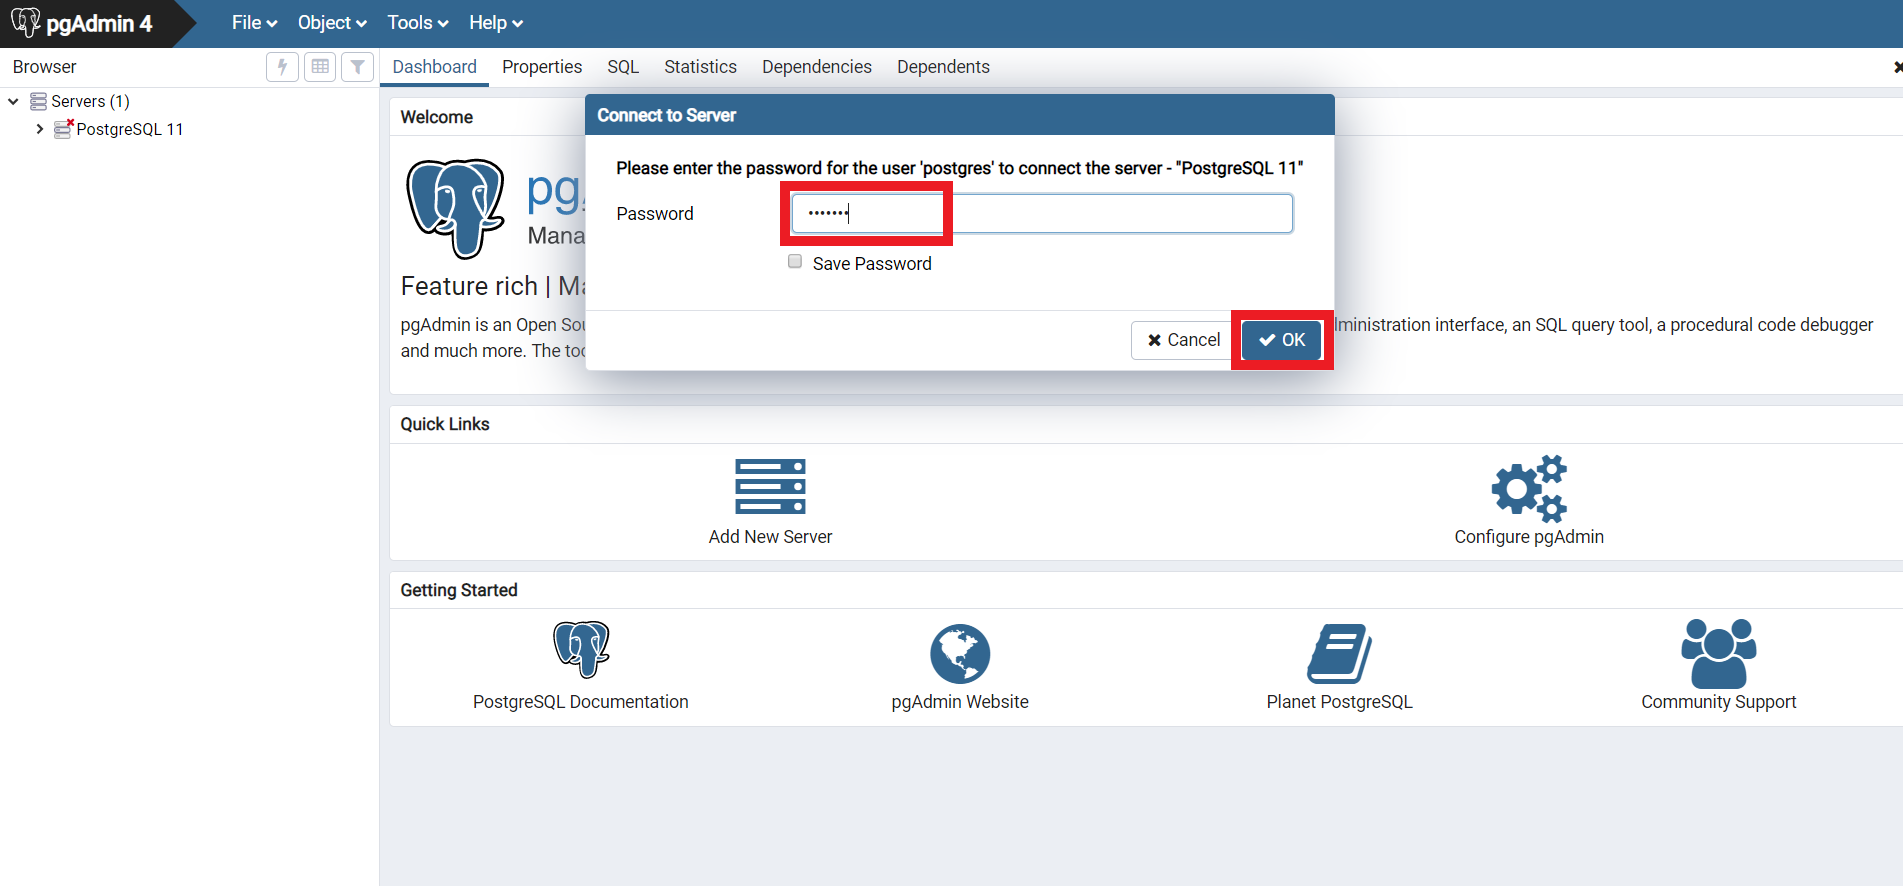 pgAdmin 4
File Object Tools Help
Browser
Dashboard Properties SQL Statistics Dependencies Dependents
Servers (1)
PostgreSQL 11
Welcome
pg
Mana
Feature rich | Ma
pgAdmin is an Open Sou
and much more. The too
Connect to Server
Please enter the password for the user 'postgres' to connect the server - "PostgreSQL 11"
Password
•••••••
Save Password
Cancel
OK
ministration interface, an SQL query tool, a procedural code debugger
Quick Links
Add New Server
Configure pgAdmin
Getting Started
PostgreSQL Documentation
pgAdmin Website
Planet PostgreSQL
Community Support